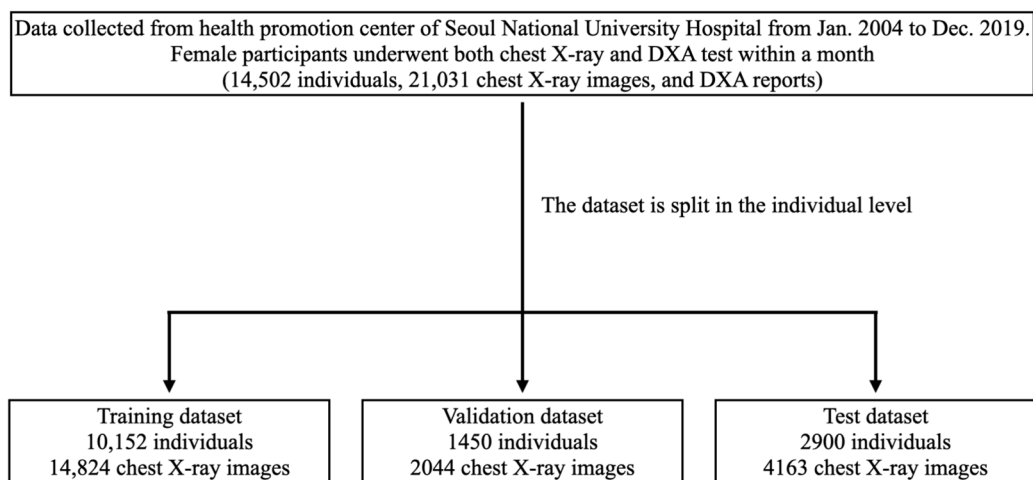 Data collected from health promotion center of Seoul National University Hospital from Jan. 2004 to Dec. 2019.
Female participants underwent both chest X-ray and DXA test within a month
(14,502 individuals, 21,031 chest X-ray images, and DXA reports)
The dataset is split in the individual level
Training dataset
10,152 individuals
14,824 chest X-ray images
Validation dataset
1450 individuals
2044 chest X-ray images
Test dataset
2900 individuals
4163 chest X-ray images